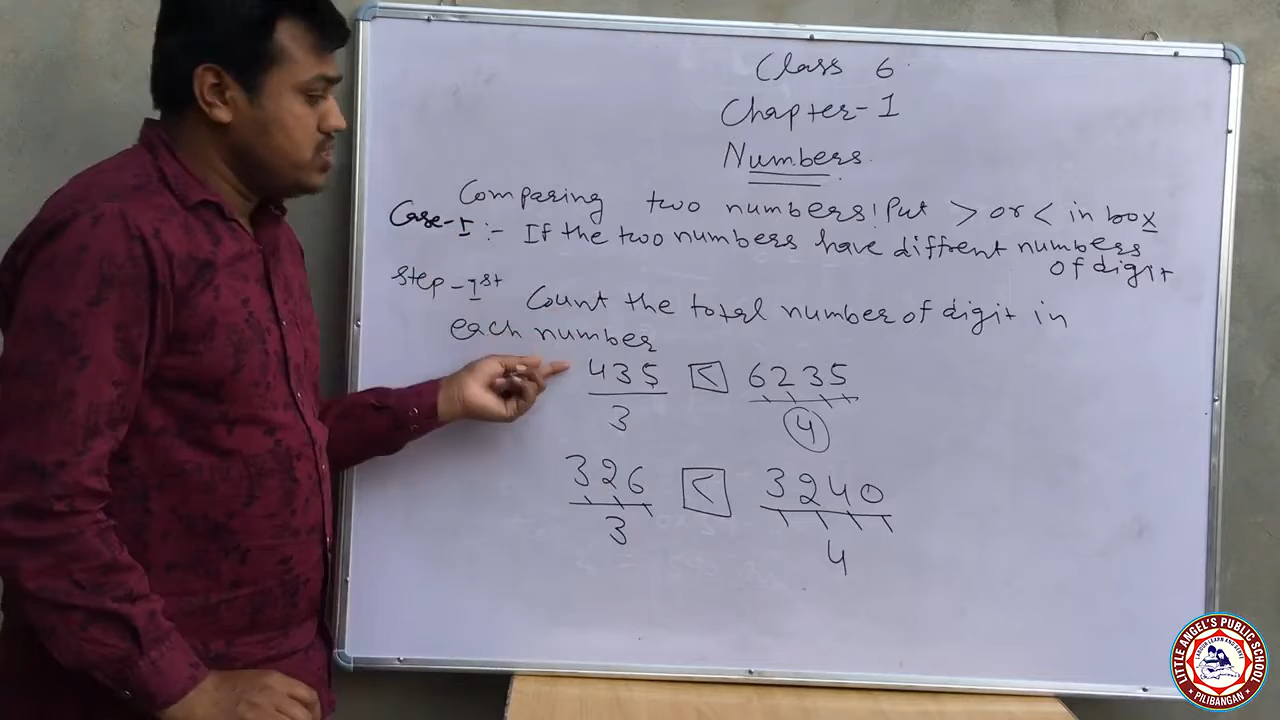 Class 6
Chapter-1
Numbers
Comparing two numbers! Put > or < in box
Case-I :- If the two numbers have diffrent numbers
of digit
Step-Ist Count the total number of digit in
each number
435 < 6235
3 4
326 < 3240
3 4
LITTLE ANGEL'S PUBLIC SCHOOL
PILIBANGAN